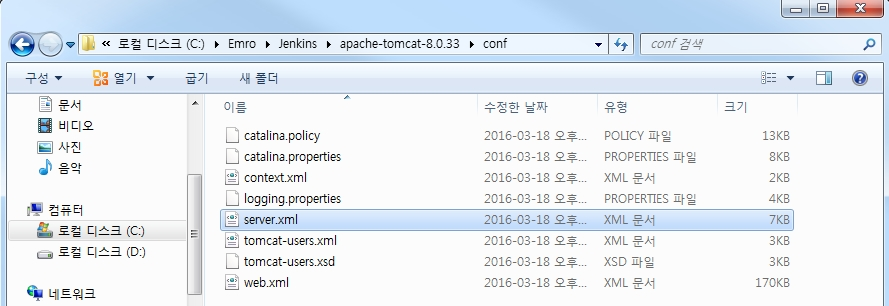 로컬 디스크 (C:) ▸ Emro ▸ Jenkins ▸ apache-tomcat-8.0.33 ▸ conf
conf 검색
구성 열기 굽기 새 폴더
문서
비디오
사진
음악
컴퓨터
로컬 디스크 (C:)
로컬 디스크 (D:)
네트워크
이름 수정한 날짜 유형 크기
catalina.policy 2016-03-18 오후... POLICY 파일 13KB
catalina.properties 2016-03-18 오후... PROPERTIES 파일 8KB
context.xml 2016-03-18 오후... XML 문서 2KB
logging.properties 2016-03-18 오후... PROPERTIES 파일 4KB
server.xml 2016-03-18 오후... XML 문서 7KB
tomcat-users.xml 2016-03-18 오후... XML 문서 3KB
tomcat-users.xsd 2016-03-18 오후... XSD 파일 3KB
web.xml 2016-03-18 오후... XML 문서 170KB